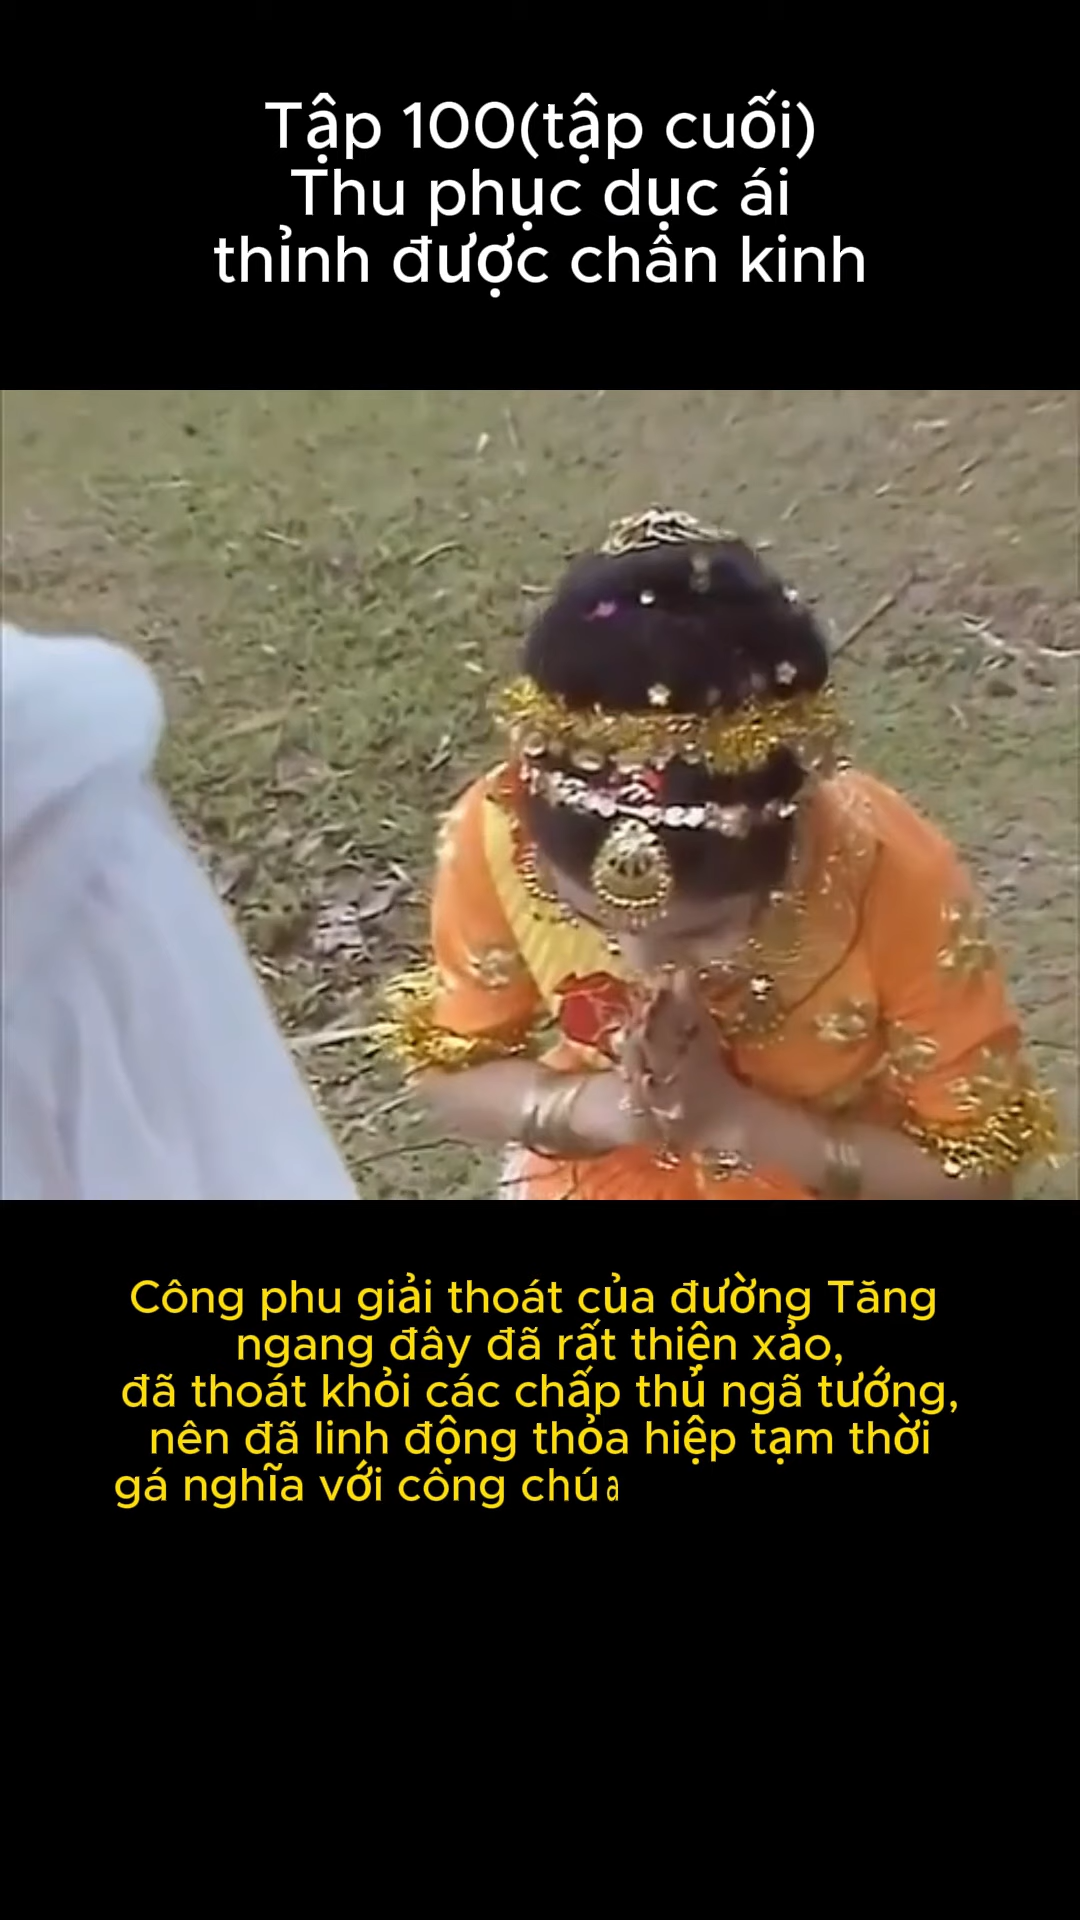 Tập 100(tập cuối)
Thu phục dục ái
thỉnh được chân kinh
Công phu giải thoát của đường Tăng
ngang đây đã rất thiện xảo,
đã thoát khỏi các chấp thủ ngã tướng,
nên đã linh động thỏa hiệp tạm thời
gá nghĩa với công chúa